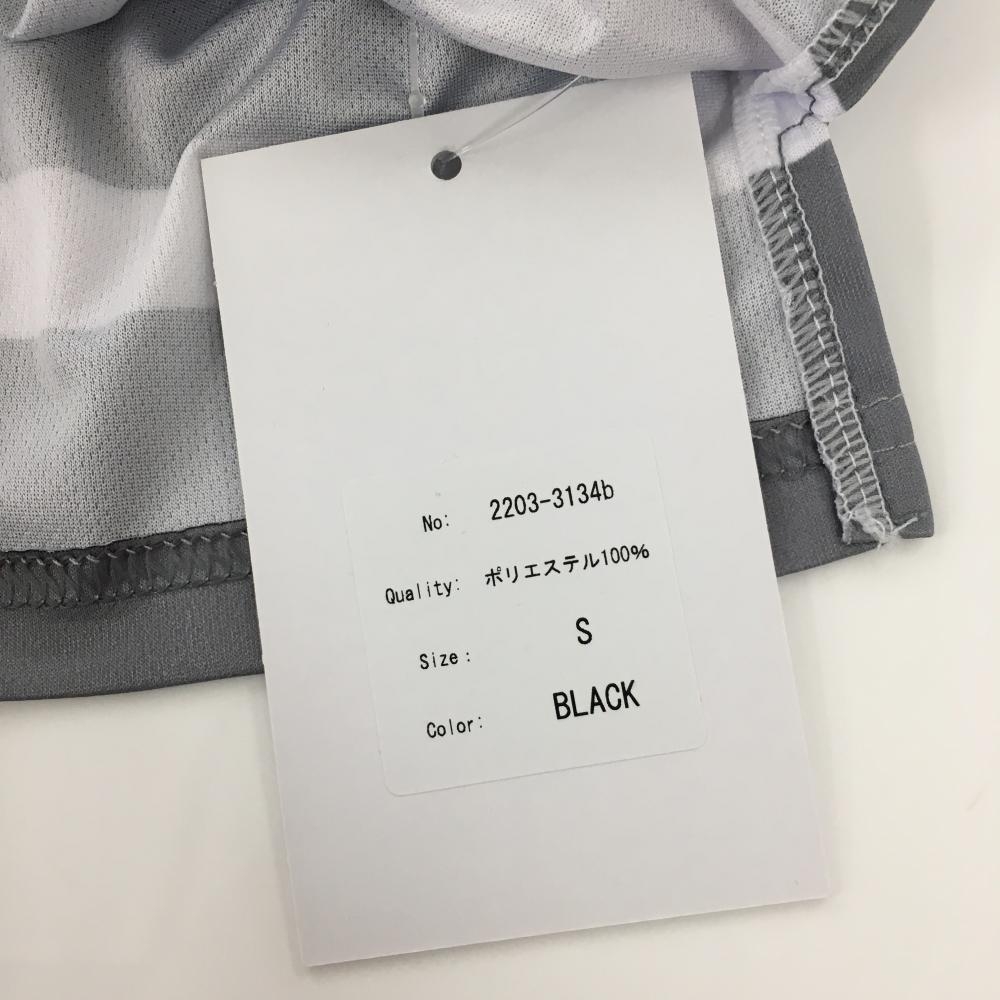 No: 2203-3134b
Quality: ポリエステル100%
Size: S
Color: BLACK